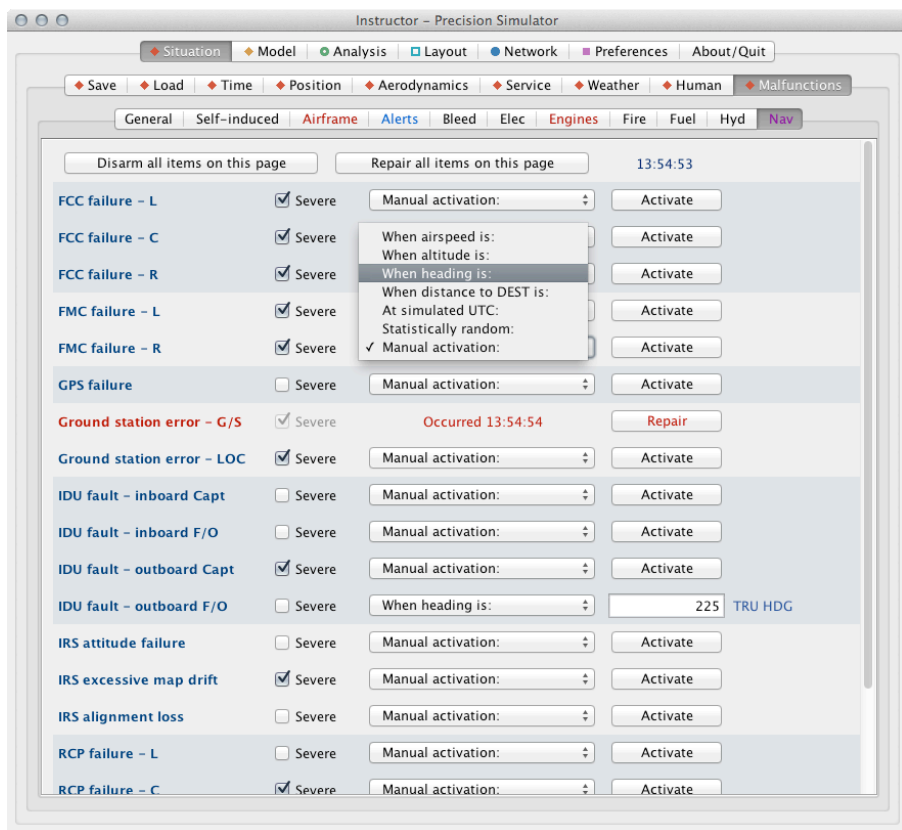 Instructor – Precision Simulator
Situation Model Analysis Layout Network Preferences About/Quit
Save Load Time Position Aerodynamics Service Weather Human Malfunctions
General Self-induced Airframe Alerts Bleed Elec Engines Fire Fuel Hyd Nav
Disarm all items on this page Repair all items on this page 13:54:53
FCC failure – L Severe Manual activation: Activate
FCC failure – C Severe When airspeed is: Activate
When altitude is:
FCC failure – R Severe When heading is: Activate
When distance to DEST is:
FMC failure – L Severe At simulated UTC: Activate
Statistically random:
FMC failure – R Severe ✓ Manual activation: Activate
GPS failure Severe Manual activation: Activate
Ground station error – G/S Severe Occurred 13:54:54 Repair
Ground station error – LOC Severe Manual activation: Activate
IDU fault – inboard Capt Severe Manual activation: Activate
IDU fault – inboard F/O Severe Manual activation: Activate
IDU fault – outboard Capt Severe Manual activation: Activate
IDU fault – outboard F/O Severe When heading is: 225 TRU HDG
IRS attitude failure Severe Manual activation: Activate
IRS excessive map drift Severe Manual activation: Activate
IRS alignment loss Severe Manual activation: Activate
RCP failure – L Severe Manual activation: Activate
RCP failure – C Severe Manual activation: Activate